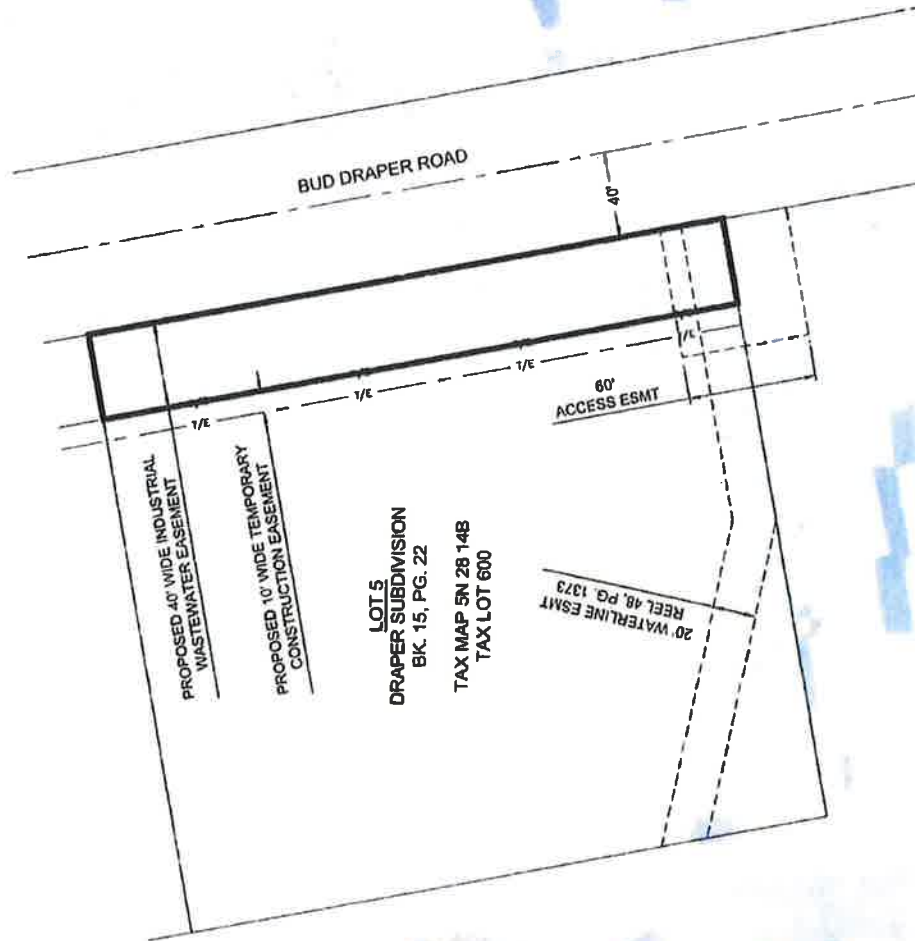 BUD DRAPER ROAD
40'
PROPOSED 40' WIDE INDUSTRIAL
WASTEWATER EASEMENT
T/E
T/E
T/E
T/E
PROPOSED 10' WIDE TEMPORARY
CONSTRUCTION EASEMENT
60'
ACCESS ESMT
LOT 5
DRAPER SUBDIVISION
BK. 15, PG. 22
TAX MAP 5N 28 14B
TAX LOT 600
20' WATERLINE ESMT
REEL 48, PG. 1373